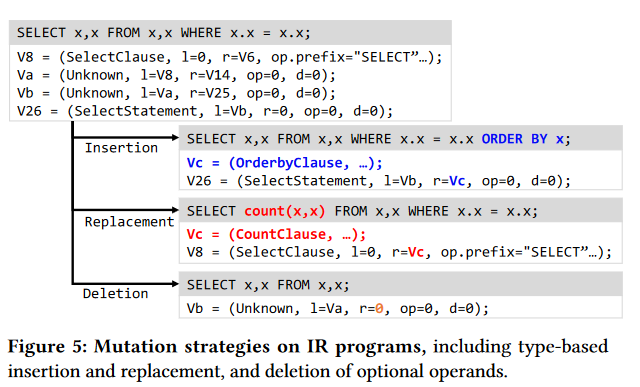 SELECT x,x FROM x,x WHERE x.x = x.x;
V8 = (SelectClause, l=0, r=V6, op.prefix="SELECT”…);
Va = (Unknown, l=V8, r=V14, op=0, d=0);
Vb = (Unknown, l=Va, r=V25, op=0, d=0);
V26 = (SelectStatement, l=Vb, r=0, op=0, d=0);
Insertion
SELECT x,x FROM x,x WHERE x.x = x.x ORDER BY x;
Vc = (OrderbyClause, …);
V26 = (SelectStatement, l=Vb, r=Vc, op=0, d=0);
Replacement
SELECT count(x,x) FROM x,x WHERE x.x = x.x;
Vc = (CountClause, …);
V8 = (SelectClause, l=0, r=Vc, op.prefix="SELECT”…);
Deletion
SELECT x,x FROM x,x;
Vb = (Unknown, l=Va, r=0, op=0, d=0);
Figure 5: Mutation strategies on IR programs, including type-based
insertion and replacement, and deletion of optional operands.